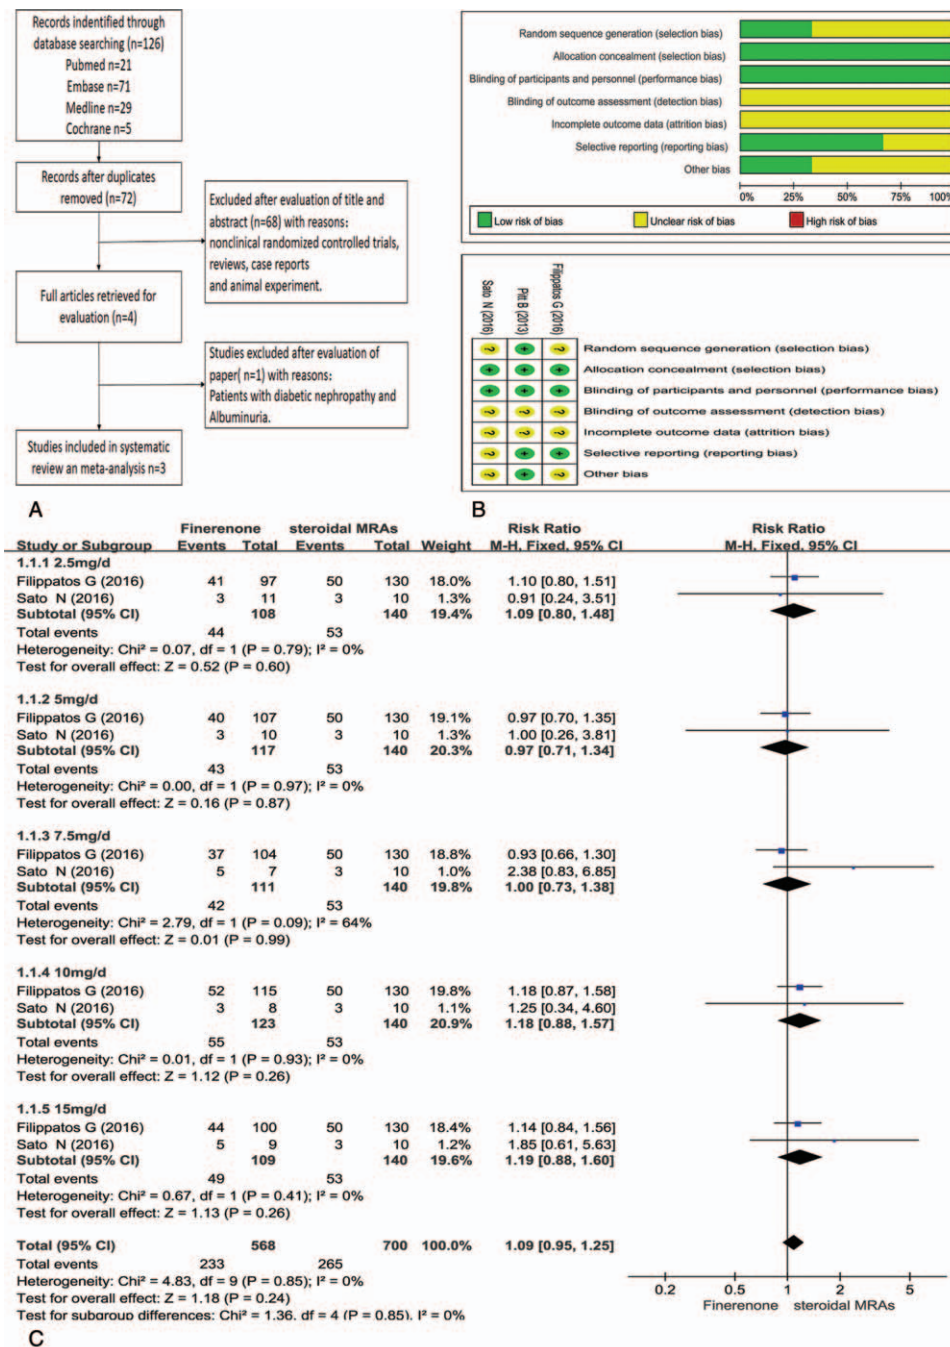 Records indentified through
database searching (n=126)
Pubmed n=21
Embase n=71
Medline n=29
Cochrane n=5
Records after duplicates
removed (n=72)
Excluded after evaluation of title and
abstract (n=68) with reasons:
nonclinical randomized controlled trials,
reviews, case reports
and animal experiment.
Full articles retrieved for
evaluation (n=4)
Studies excluded after evaluation of
paper( n=1) with reasons:
Patients with diabetic nephropathy and
Albuminuria.
Studies included in systematic
review an meta-analysis n=3
A
Random sequence generation (selection bias)
Allocation concealment (selection bias)
Blinding of participants and personnel (performance bias)
Blinding of outcome assessment (detection bias)
Incomplete outcome data (attrition bias)
Selective reporting (reporting bias)
Other bias
0% 25% 50% 75% 100%
Low risk of bias Unclear risk of bias High risk of bias
Sato N (2016) Pitt B (2013) Filippatos G (2016)
? + ? Random sequence generation (selection bias)
+ + + Allocation concealment (selection bias)
+ + + Blinding of participants and personnel (performance bias)
? ? ? Blinding of outcome assessment (detection bias)
? ? ? Incomplete outcome data (attrition bias)
? + + Selective reporting (reporting bias)
? + ? Other bias
B
Finerenone steroidal MRAs Risk Ratio Risk Ratio
Study or Subgroup Events Total Events Total Weight M-H, Fixed, 95% CI M-H, Fixed, 95% CI
1.1.1 2.5mg/d
Filippatos G (2016) 41 97 50 130 18.0% 1.10 [0.80, 1.51]
Sato N (2016) 3 11 3 10 1.3% 0.91 [0.24, 3.51]
Subtotal (95% CI) 108 140 19.4% 1.09 [0.80, 1.48]
Total events 44 53
Heterogeneity: Chi² = 0.07, df = 1 (P = 0.79); I² = 0%
Test for overall effect: Z = 0.52 (P = 0.60)
1.1.2 5mg/d
Filippatos G (2016) 40 107 50 130 19.1% 0.97 [0.70, 1.35]
Sato N (2016) 3 10 3 10 1.3% 1.00 [0.26, 3.81]
Subtotal (95% CI) 117 140 20.3% 0.97 [0.71, 1.34]
Total events 43 53
Heterogeneity: Chi² = 0.00, df = 1 (P = 0.97); I² = 0%
Test for overall effect: Z = 0.16 (P = 0.87)
1.1.3 7.5mg/d
Filippatos G (2016) 37 104 50 130 18.8% 0.93 [0.66, 1.30]
Sato N (2016) 5 7 3 10 1.0% 2.38 [0.83, 6.85]
Subtotal (95% CI) 111 140 19.8% 1.00 [0.73, 1.38]
Total events 42 53
Heterogeneity: Chi² = 2.79, df = 1 (P = 0.09); I² = 64%
Test for overall effect: Z = 0.01 (P = 0.99)
1.1.4 10mg/d
Filippatos G (2016) 52 115 50 130 19.8% 1.18 [0.87, 1.58]
Sato N (2016) 3 8 3 10 1.1% 1.25 [0.34, 4.60]
Subtotal (95% CI) 123 140 20.9% 1.18 [0.88, 1.57]
Total events 55 53
Heterogeneity: Chi² = 0.01, df = 1 (P = 0.93); I² = 0%
Test for overall effect: Z = 1.12 (P = 0.26)
1.1.5 15mg/d
Filippatos G (2016) 44 100 50 130 18.4% 1.14 [0.84, 1.56]
Sato N (2016) 5 9 3 10 1.2% 1.85 [0.61, 5.63]
Subtotal (95% CI) 109 140 19.6% 1.19 [0.88, 1.60]
Total events 49 53
Heterogeneity: Chi² = 0.67, df = 1 (P = 0.41); I² = 0%
Test for overall effect: Z = 1.13 (P = 0.26)
Total (95% CI) 568 700 100.0% 1.09 [0.95, 1.25]
Total events 233 265
Heterogeneity: Chi² = 4.83, df = 9 (P = 0.85); I² = 0%
Test for overall effect: Z = 1.18 (P = 0.24)
Test for subgroup differences: Chi² = 1.36. df = 4 (P = 0.85). I² = 0%
0.2 0.5 1 2 5
Finerenone steroidal MRAs
C